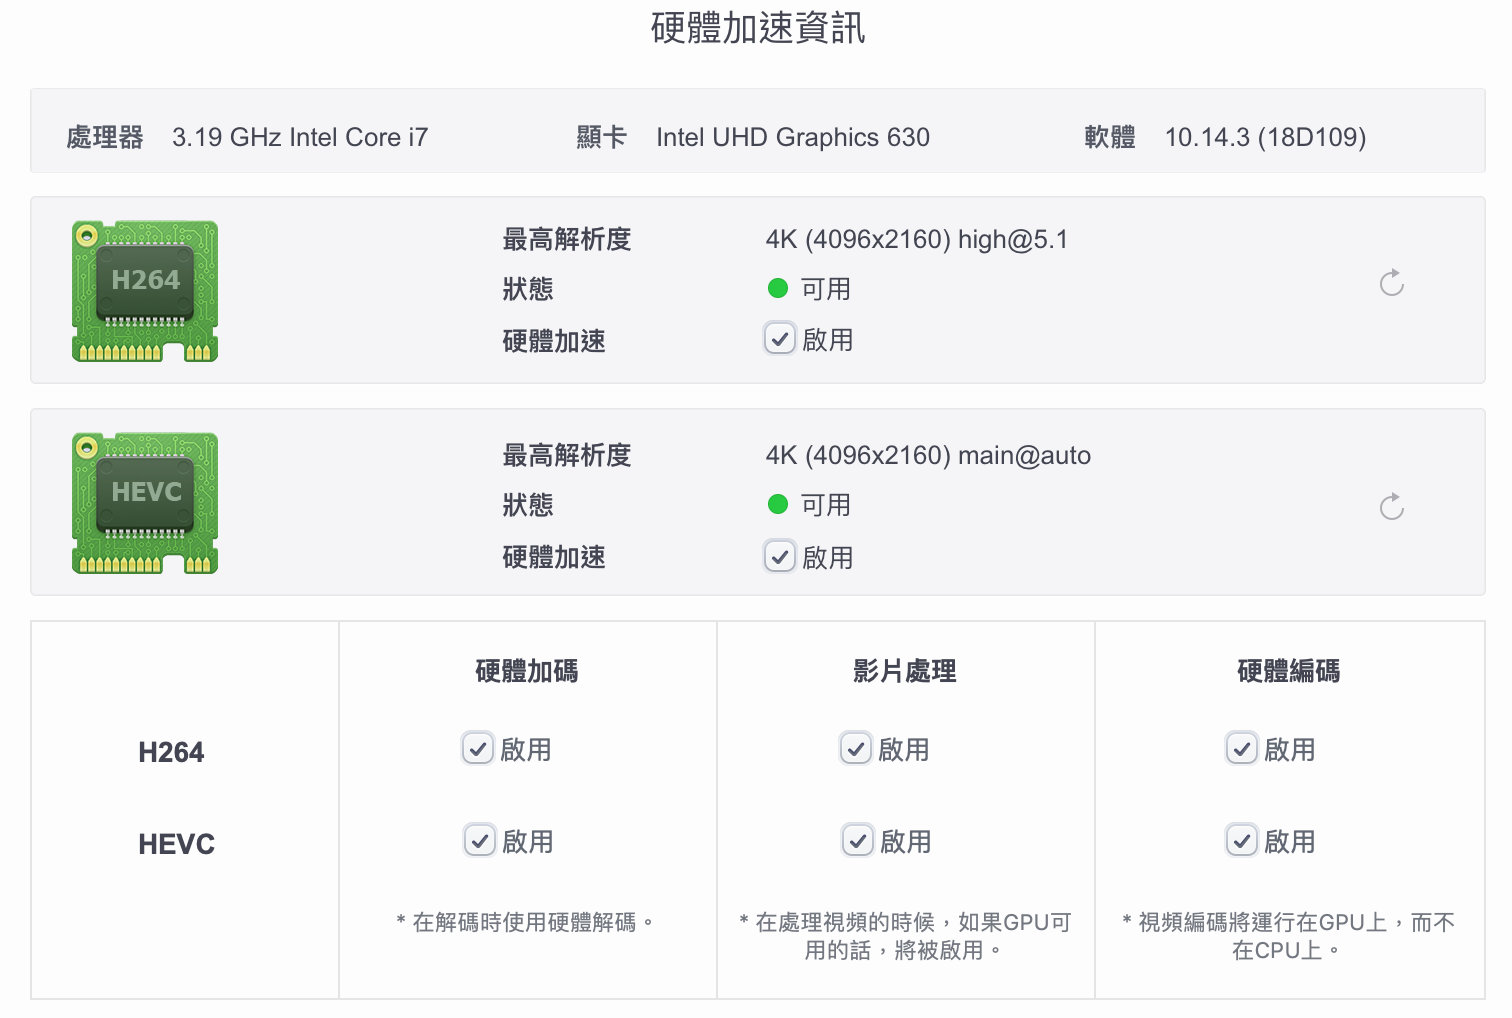 硬體加速資訊
處理器 3.19 GHz Intel Core i7 顯卡 Intel UHD Graphics 630 軟體 10.14.3 (18D109)
H264
最高解析度 4K (4096x2160) high@5.1
狀態 可用
硬體加速 啟用
HEVC
最高解析度 4K (4096x2160) main@auto
狀態 可用
硬體加速 啟用
硬體加碼 影片處理 硬體編碼
H264 啟用 啟用 啟用
HEVC 啟用 啟用 啟用
* 在解碼時使用硬體解碼。
* 在處理視頻的時候，如果GPU可
用的話，將被啟用。
* 視頻編碼將運行在GPU上，而不
在CPU上。